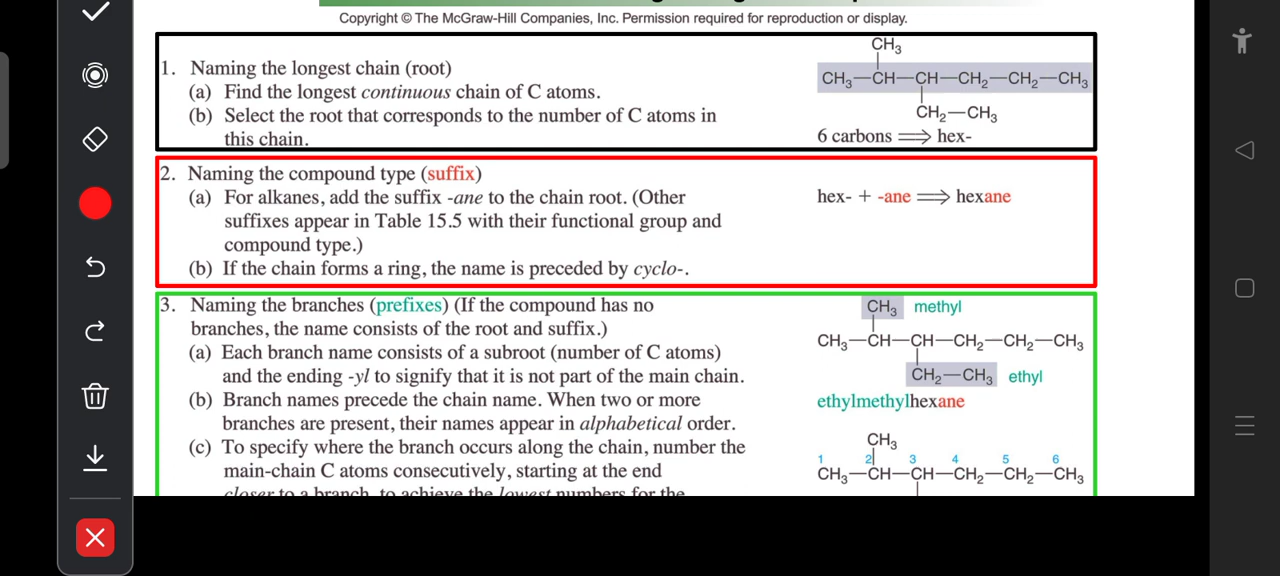 Copyright © The McGraw-Hill Companies, Inc. Permission required for reproduction or display.
1. Naming the longest chain (root)
(a) Find the longest continuous chain of C atoms.
(b) Select the root that corresponds to the number of C atoms in
this chain.
CH₃
CH₃—CH—CH—CH₂—CH₂—CH₃
CH₂—CH₃
6 carbons ⟹ hex-
2. Naming the compound type (suffix)
(a) For alkanes, add the suffix -ane to the chain root. (Other
suffixes appear in Table 15.5 with their functional group and
compound type.)
(b) If the chain forms a ring, the name is preceded by cyclo-.
hex- + -ane ⟹ hexane
3. Naming the branches (prefixes) (If the compound has no
branches, the name consists of the root and suffix.)
(a) Each branch name consists of a subroot (number of C atoms)
and the ending -yl to signify that it is not part of the main chain.
(b) Branch names precede the chain name. When two or more
branches are present, their names appear in alphabetical order.
(c) To specify where the branch occurs along the chain, number the
main-chain C atoms consecutively, starting at the end
closer to a branch, to achieve the lowest numbers for the
CH₃ methyl
CH₃—CH—CH—CH₂—CH₂—CH₃
CH₂—CH₃ ethyl
ethylmethylhexane
CH₃
1 2 3 4 5 6
CH₃—CH—CH—CH₂—CH₂—CH₃